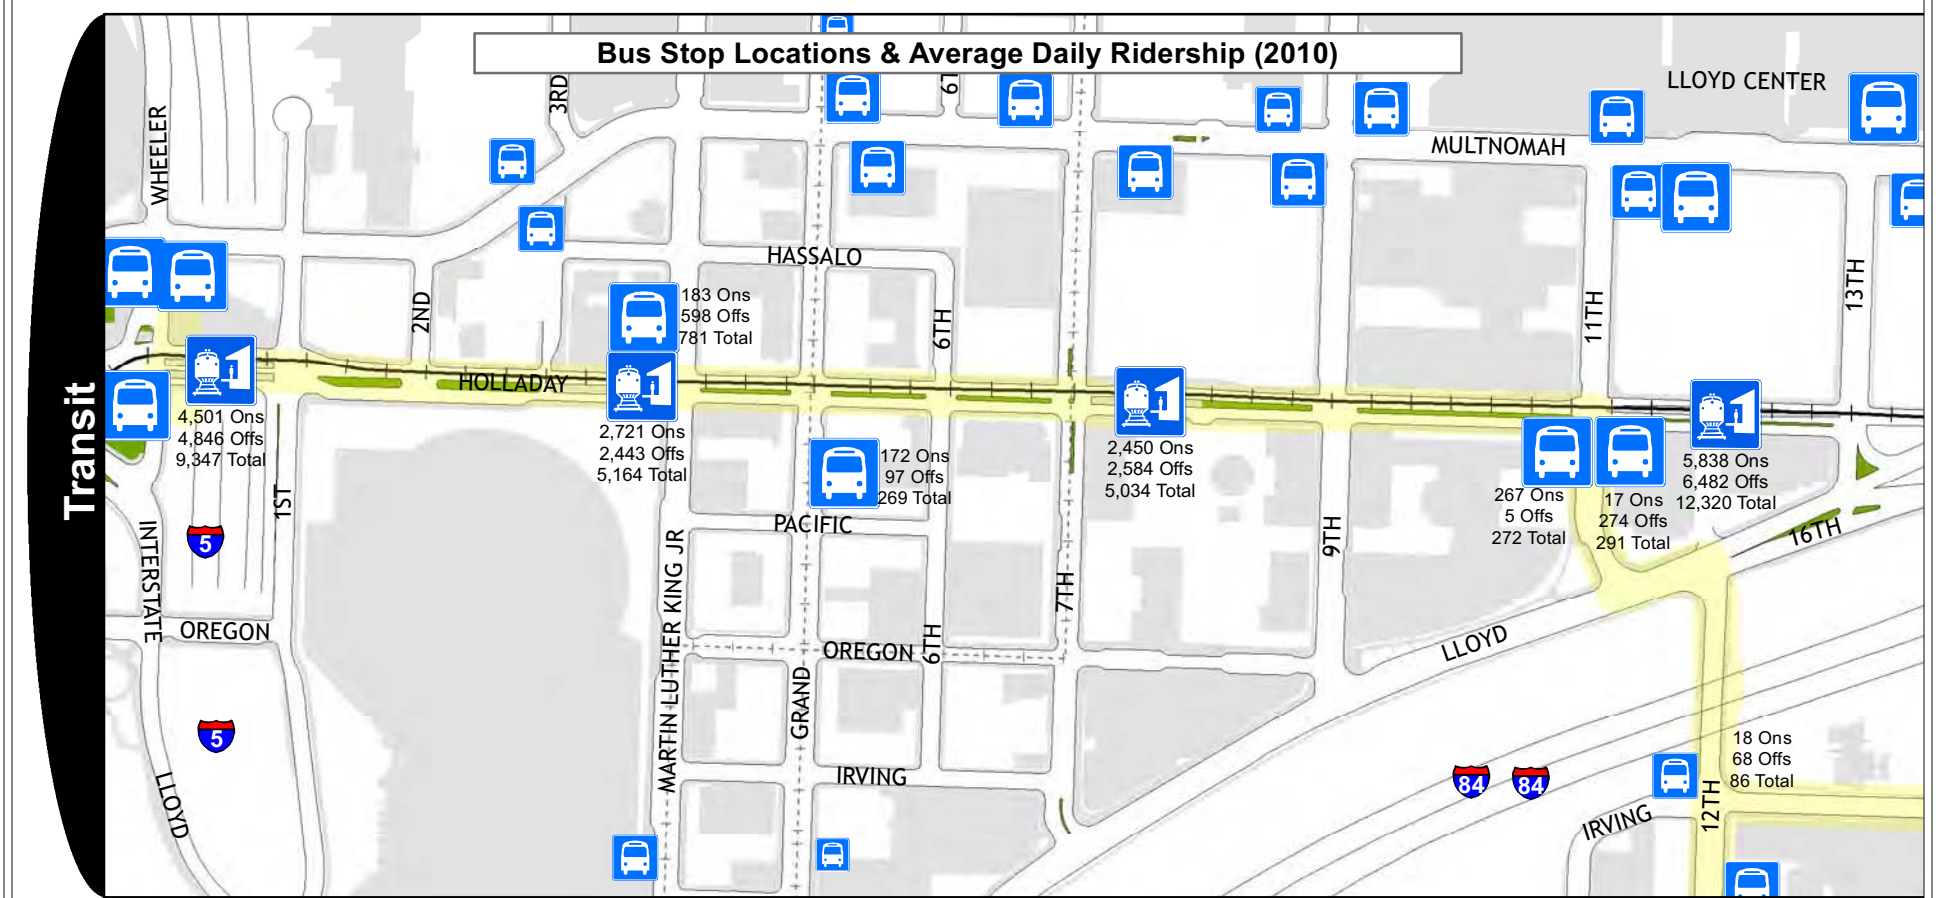 Transit
Bus Stop Locations & Average Daily Ridership (2010)
LLOYD CENTER
3RD
6TH
WHEELER
MULTNOMAH
HASSALO
2ND
6TH
11TH
13TH
183 Ons
598 Offs
781 Total
HOLLADAY
4,501 Ons
4,846 Offs
9,347 Total
2,721 Ons
2,443 Offs
5,164 Total
172 Ons
97 Offs
269 Total
2,450 Ons
2,584 Offs
5,034 Total
267 Ons
5 Offs
272 Total
17 Ons
274 Offs
291 Total
5,838 Ons
6,482 Offs
12,320 Total
1ST
PACIFIC
9TH
16TH
5
INTERSTATE
7TH
OREGON
MARTIN LUTHER KING JR
OREGON
6TH
LLOYD
GRAND
5
LLOYD
IRVING
84
84
18 Ons
68 Offs
86 Total
12TH
IRVING